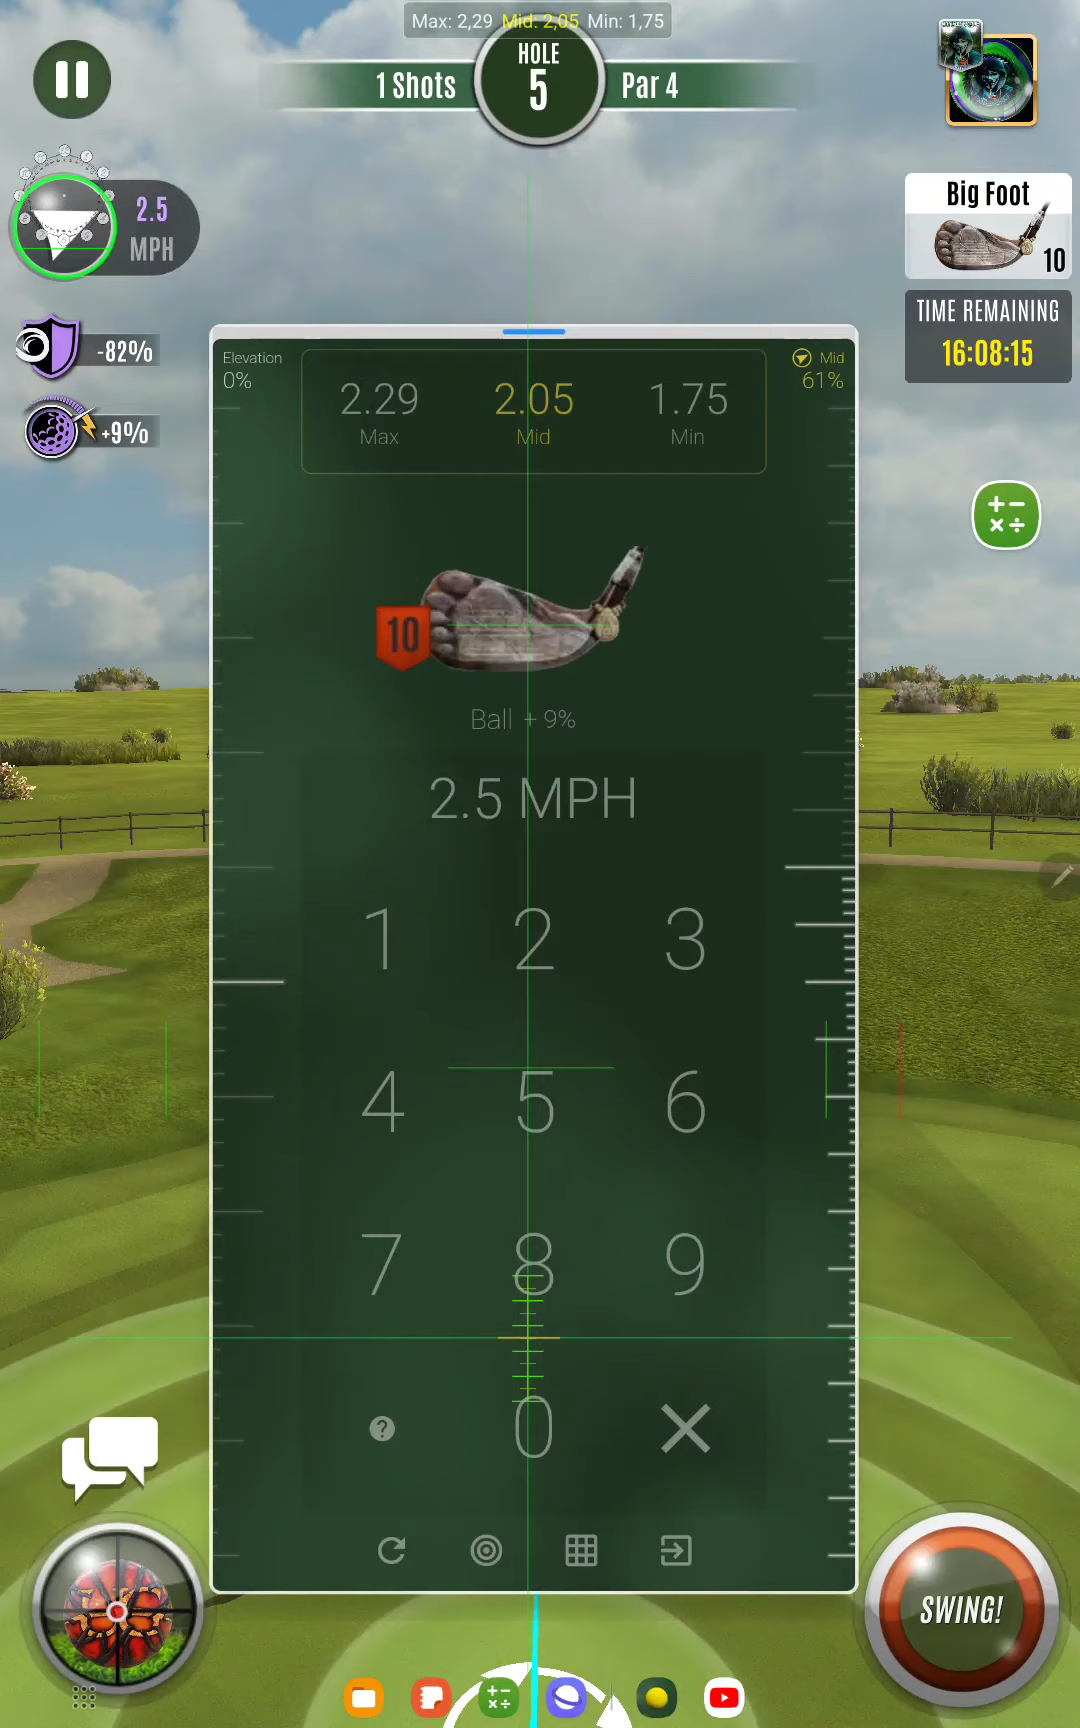 Max: 2,29 Mid: 2,05 Min: 1,75
1 Shots
HOLE
5
Par 4
2.5
MPH
Big Foot
10
-82%
+9%
TIME REMAINING
16:08:15
Elevation
0%
2.29
Max
2.05
Mid
1.75
Min
Mid
61%
10
Ball + 9%
2.5 MPH
1 2 3
4 5 6
7 8 9
? 0
SWING!